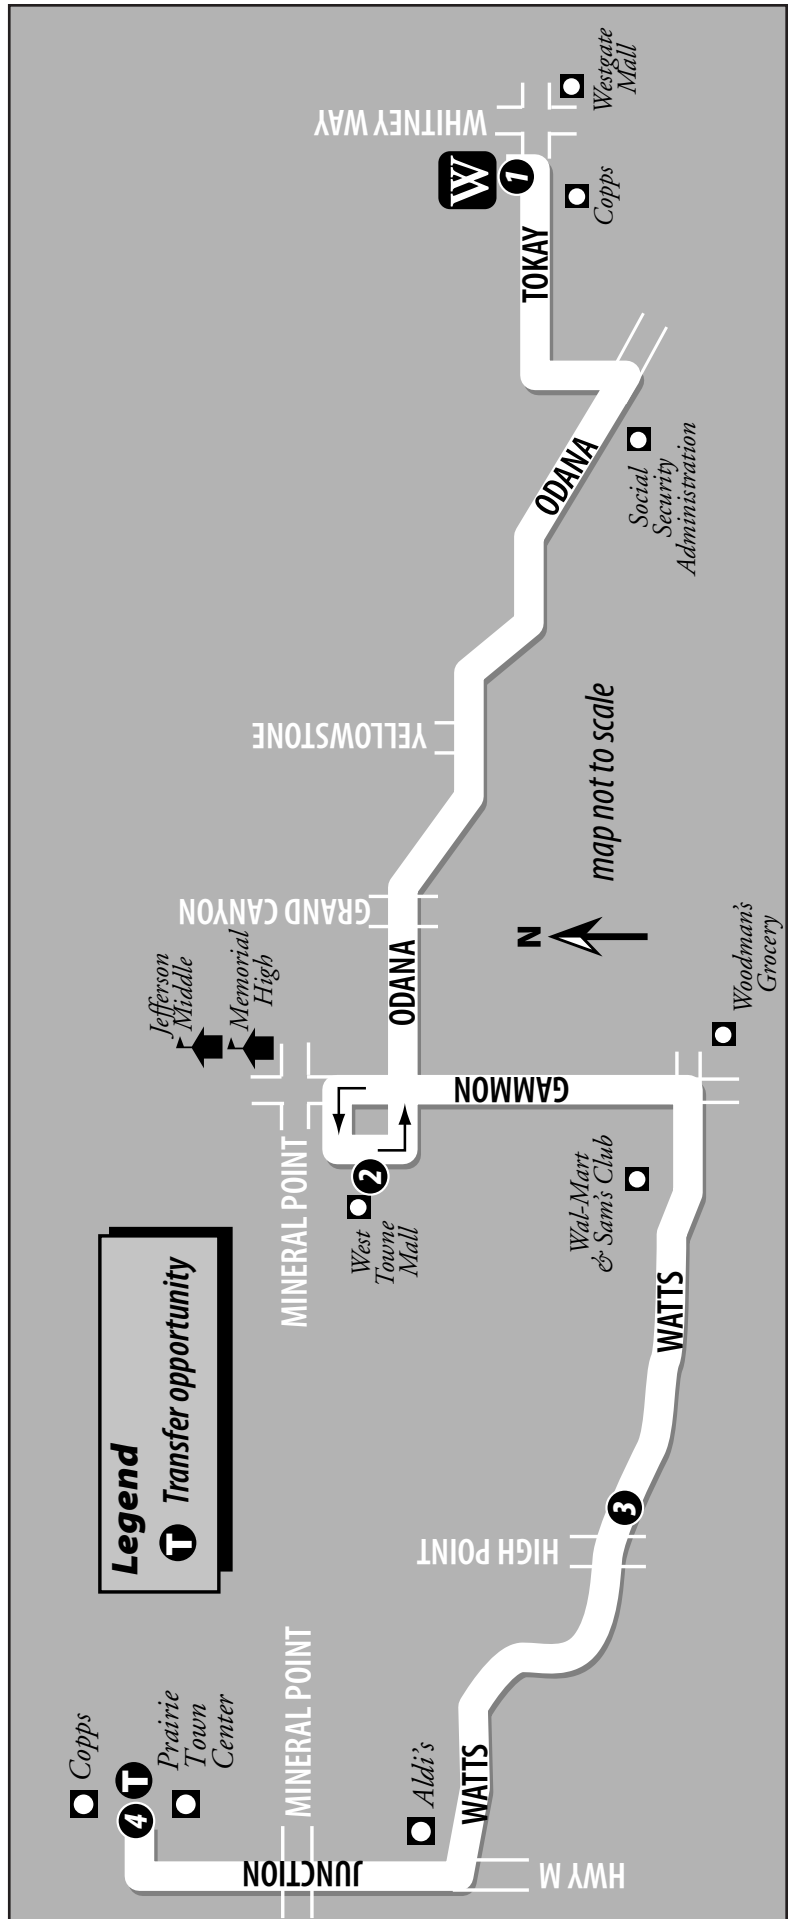 Copps
4
T
Prairie
Town
Center
JUNCTION
MINERAL POINT
Aldi's
WATTS
HWY M
Legend
T Transfer opportunity
HIGH POINT
3
WATTS
Wal-Mart
& Sam's Club
MINERAL POINT
West
Towne
Mall
2
Jefferson
Middle
Memorial
High
GAMMON
Woodman's
Grocery
ODANA
GRAND CANYON
N
map not to scale
YELLOWSTONE
ODANA
Social
Security
Administration
TOKAY
W
1
WHITNEY WAY
Copps
Westgate
Mall